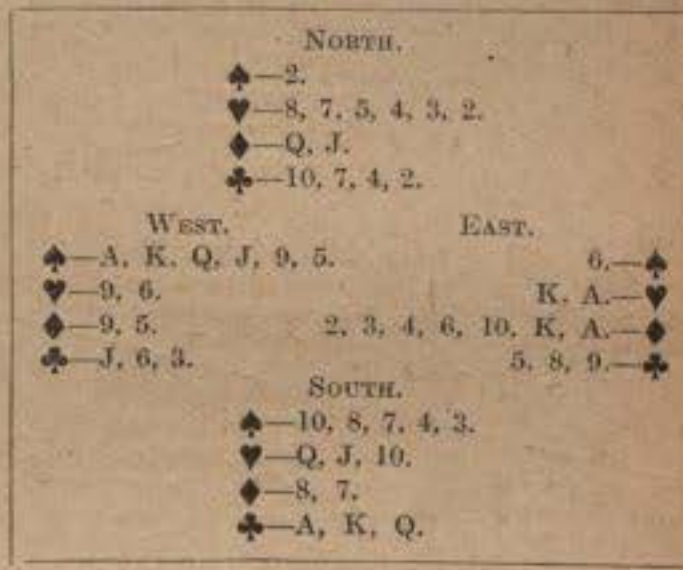 NORTH.
♠—2.
♥—8, 7, 5, 4, 3, 2.
♦—Q, J.
♣—10, 7, 4, 2.
WEST. EAST.
♠—A, K, Q, J, 9, 5. 6.—♠
♥—9, 6. K, A.—♥
♦—9, 5. 2, 3, 4, 6, 10, K, A.—♦
♣—J, 6, 3. 5, 8, 9.—♣
SOUTH.
♠—10, 8, 7, 4, 3.
♥—Q, J, 10.
♦—8, 7.
♣—A, K, Q.